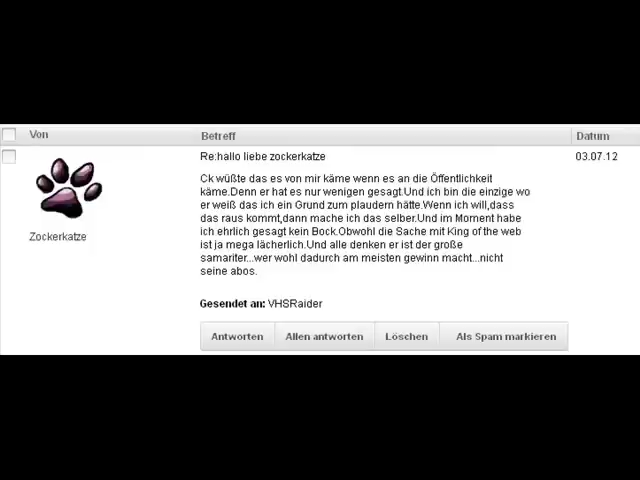 Von Betreff Datum
Re:hallo liebe zockerkatze 03.07.12
Ck wüßte das es von mir käme wenn es an die Öffentlichkeit
käme.Denn er hat es nur wenigen gesagt.Und ich bin die einzige wo
er weiß das ich ein Grund zum plaudern hätte.Wenn ich will,dass
das raus kommt,dann mache ich das selber.Und im Moment habe
ich ehrlich gesagt kein Bock.Obwohl die Sache mit King of the web
ist ja mega lächerlich.Und alle denken er ist der große
samariter...wer wohl dadurch am meisten gewinn macht...nicht
seine abos.
Zockerkatze
Gesendet an: VHSRaider
Antworten Allen antworten Löschen Als Spam markieren